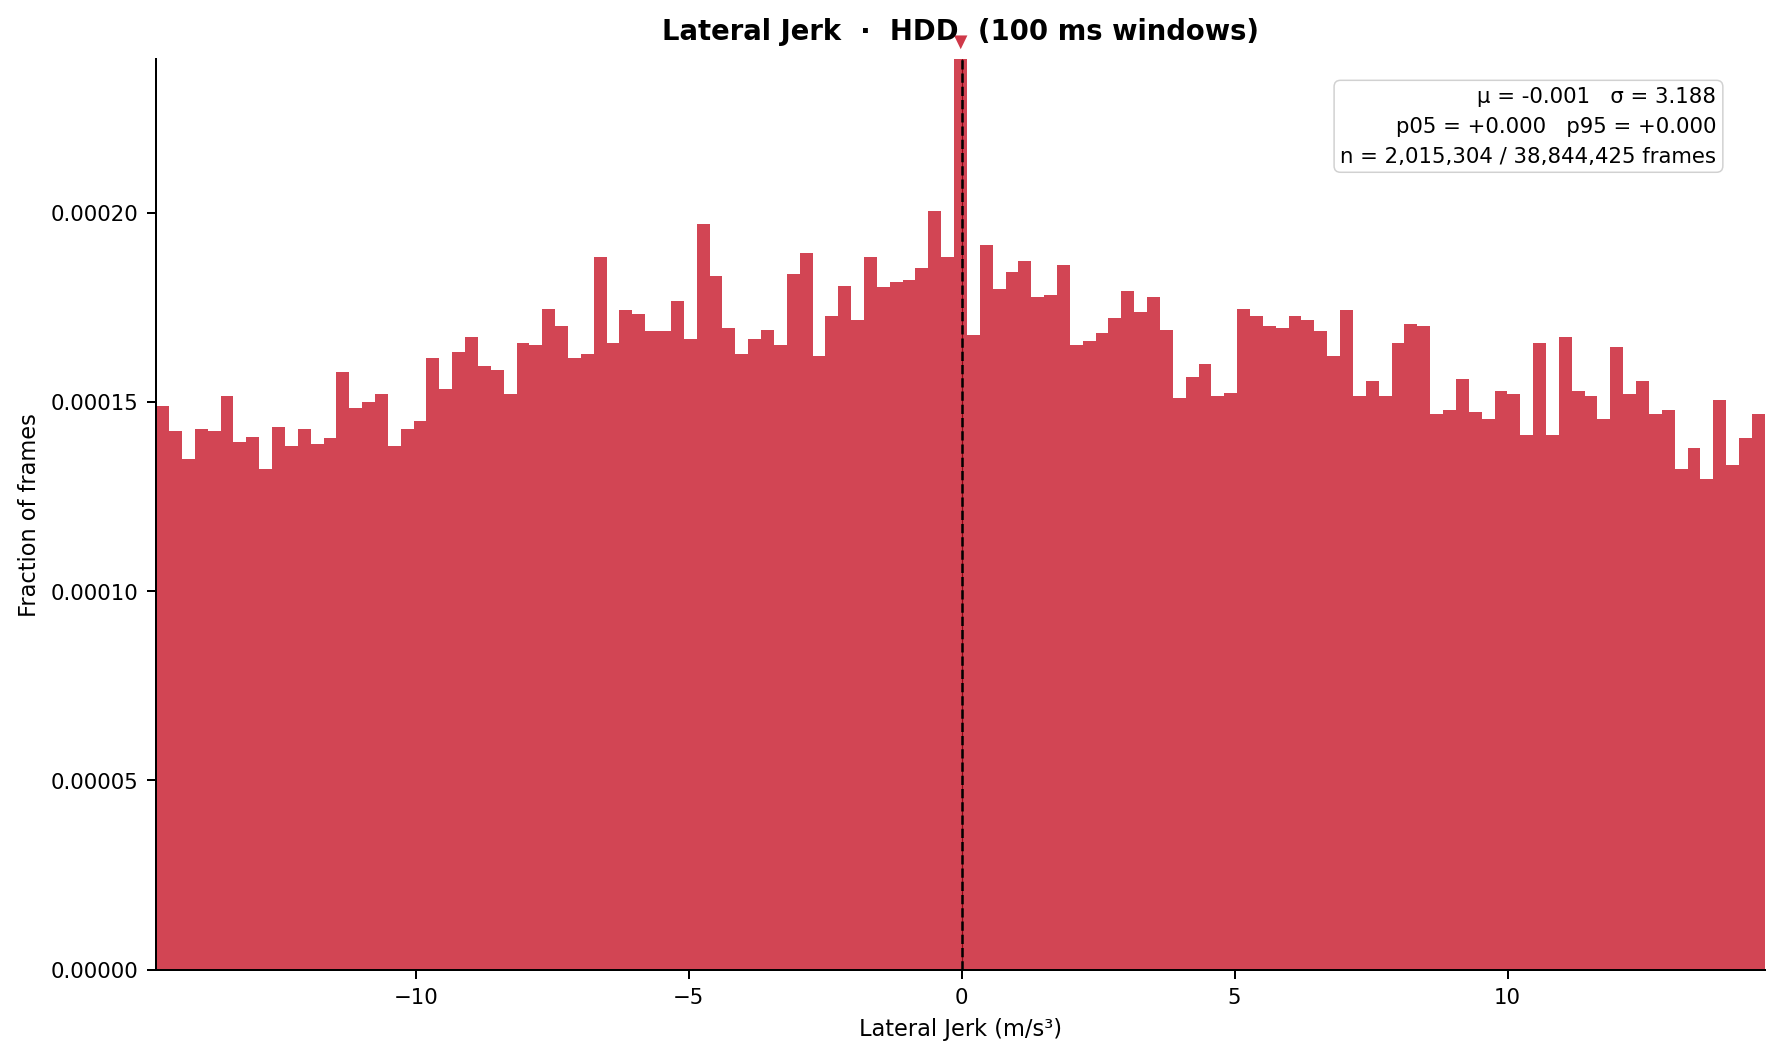 Lateral Jerk · HDD (100 ms windows)
μ = -0.001 σ = 3.188
p05 = +0.000 p95 = +0.000
n = 2,015,304 / 38,844,425 frames
Fraction of frames
0.00020
0.00015
0.00010
0.00005
0.00000
−10
−5
0
5
10
Lateral Jerk (m/s³)